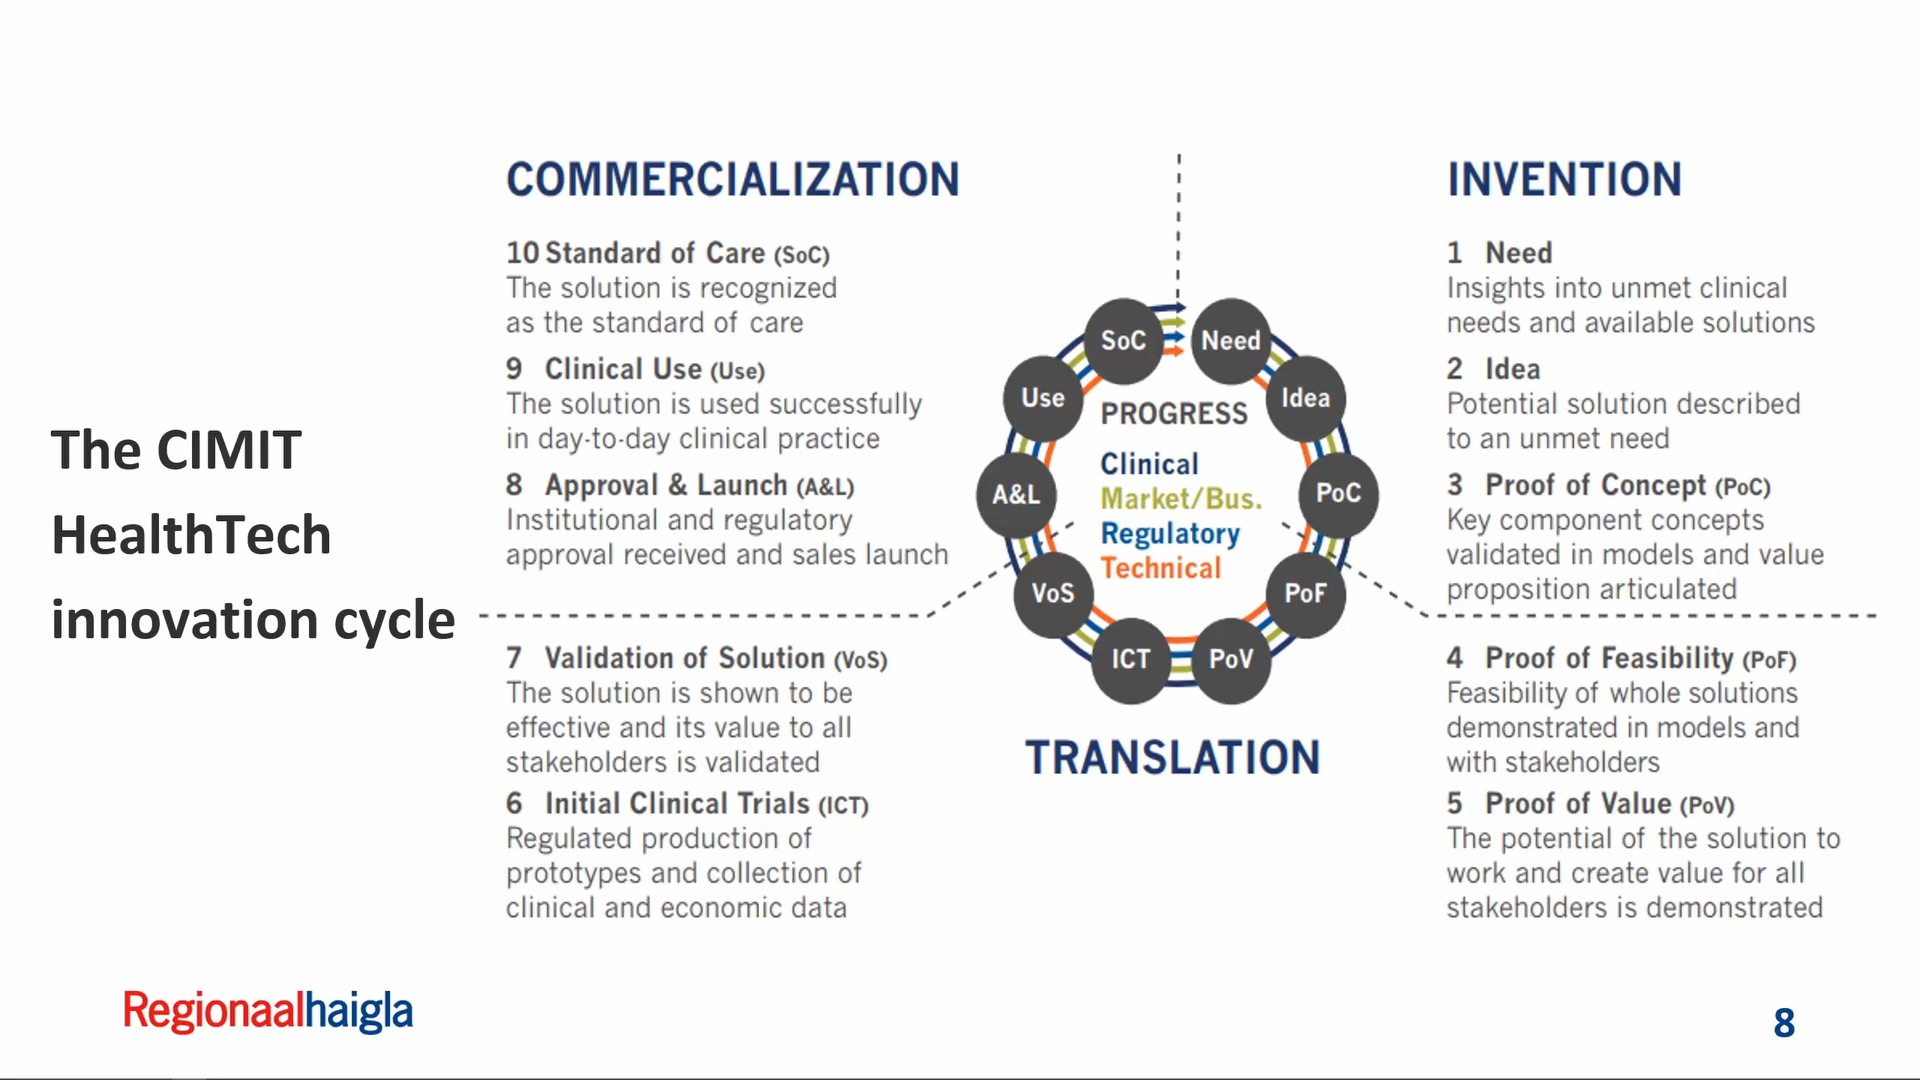 The CIMIT
HealthTech
innovation cycle
COMMERCIALIZATION
10 Standard of Care (SoC)
The solution is recognized
as the standard of care
9 Clinical Use (Use)
The solution is used successfully
in day-to-day clinical practice
8 Approval & Launch (A&L)
Institutional and regulatory
approval received and sales launch
7 Validation of Solution (VoS)
The solution is shown to be
effective and its value to all
stakeholders is validated
6 Initial Clinical Trials (ICT)
Regulated production of
prototypes and collection of
clinical and economic data
SoC
Need
Use
Idea
A&L
PoC
VoS
PoF
ICT
PoV
PROGRESS
Clinical
Market/Bus.
Regulatory
Technical
TRANSLATION
INVENTION
1 Need
Insights into unmet clinical
needs and available solutions
2 Idea
Potential solution described
to an unmet need
3 Proof of Concept (PoC)
Key component concepts
validated in models and value
proposition articulated
4 Proof of Feasibility (PoF)
Feasibility of whole solutions
demonstrated in models and
with stakeholders
5 Proof of Value (PoV)
The potential of the solution to
work and create value for all
stakeholders is demonstrated
Regionaalhaigla
8